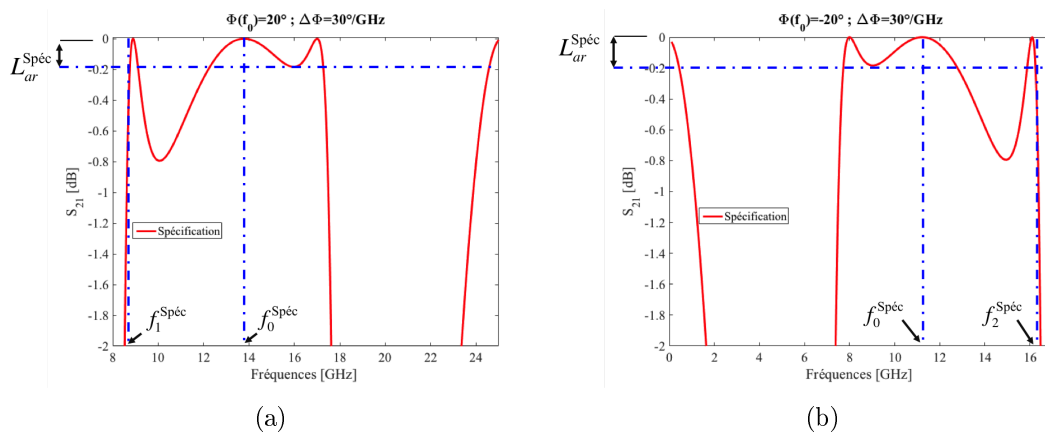 Φ(f₀)=20° ; ΔΦ=30°/GHz
L_ar^Spéc
0
-0.2
-0.4
-0.6
-0.8
-1
-1.2
-1.4
-1.6
-1.8
-2
S₂₁ [dB]
Spécification
f₁^Spéc
f₀^Spéc
8 10 12 14 16 18 20 22 24
Fréquences [GHz]
(a)
Φ(f₀)=-20° ; ΔΦ=30°/GHz
L_ar^Spéc
0
-0.2
-0.4
-0.6
-0.8
-1
-1.2
-1.4
-1.6
-1.8
-2
S₂₁ [dB]
Spécification
f₀^Spéc
f₂^Spéc
0 2 4 6 8 10 12 14 16
Fréquences [GHz]
(b)